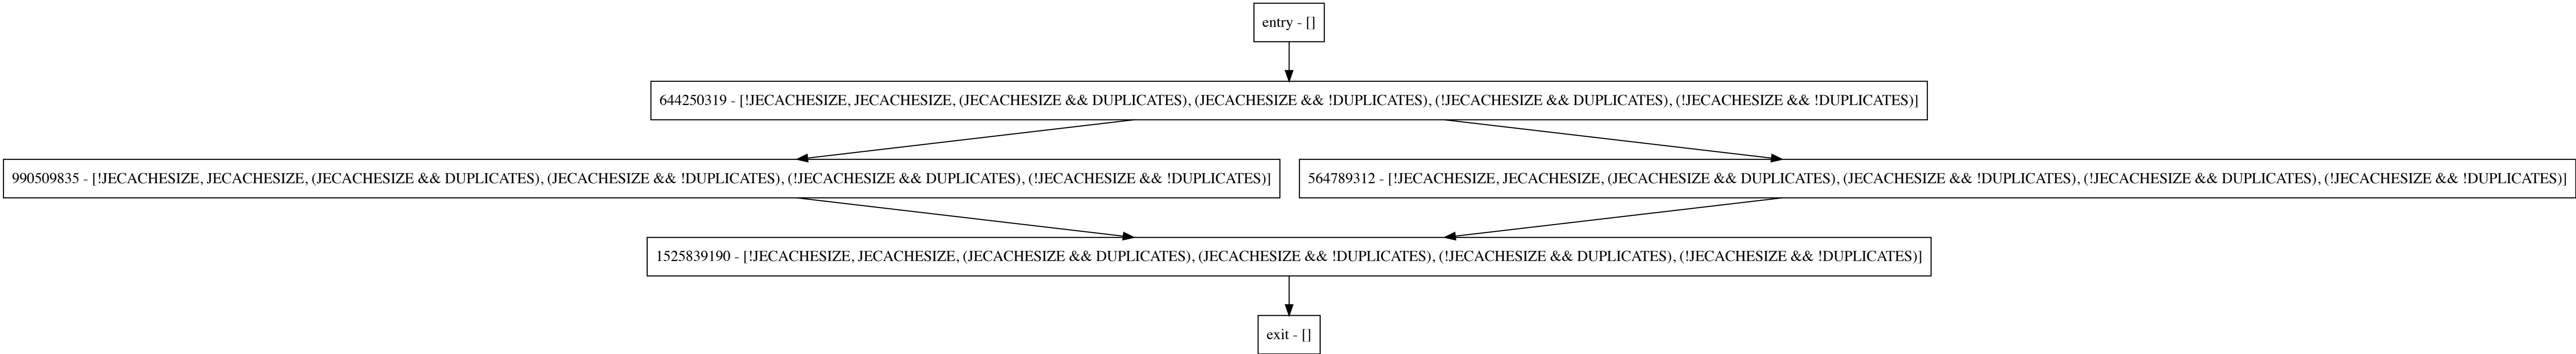 entry - []
644250319 - [!JECACHESIZE, JECACHESIZE, (JECACHESIZE && DUPLICATES), (JECACHESIZE && !DUPLICATES), (!JECACHESIZE && DUPLICATES), (!JECACHESIZE && !DUPLICATES)]
990509835 - [!JECACHESIZE, JECACHESIZE, (JECACHESIZE && DUPLICATES), (JECACHESIZE && !DUPLICATES), (!JECACHESIZE && DUPLICATES), (!JECACHESIZE && !DUPLICATES)]
564789312 - [!JECACHESIZE, JECACHESIZE, (JECACHESIZE && DUPLICATES), (JECACHESIZE && !DUPLICATES), (!JECACHESIZE && DUPLICATES), (!JECACHESIZE && !DUPLICATES)]
1525839190 - [!JECACHESIZE, JECACHESIZE, (JECACHESIZE && DUPLICATES), (JECACHESIZE && !DUPLICATES), (!JECACHESIZE && DUPLICATES), (!JECACHESIZE && !DUPLICATES)]
exit - []